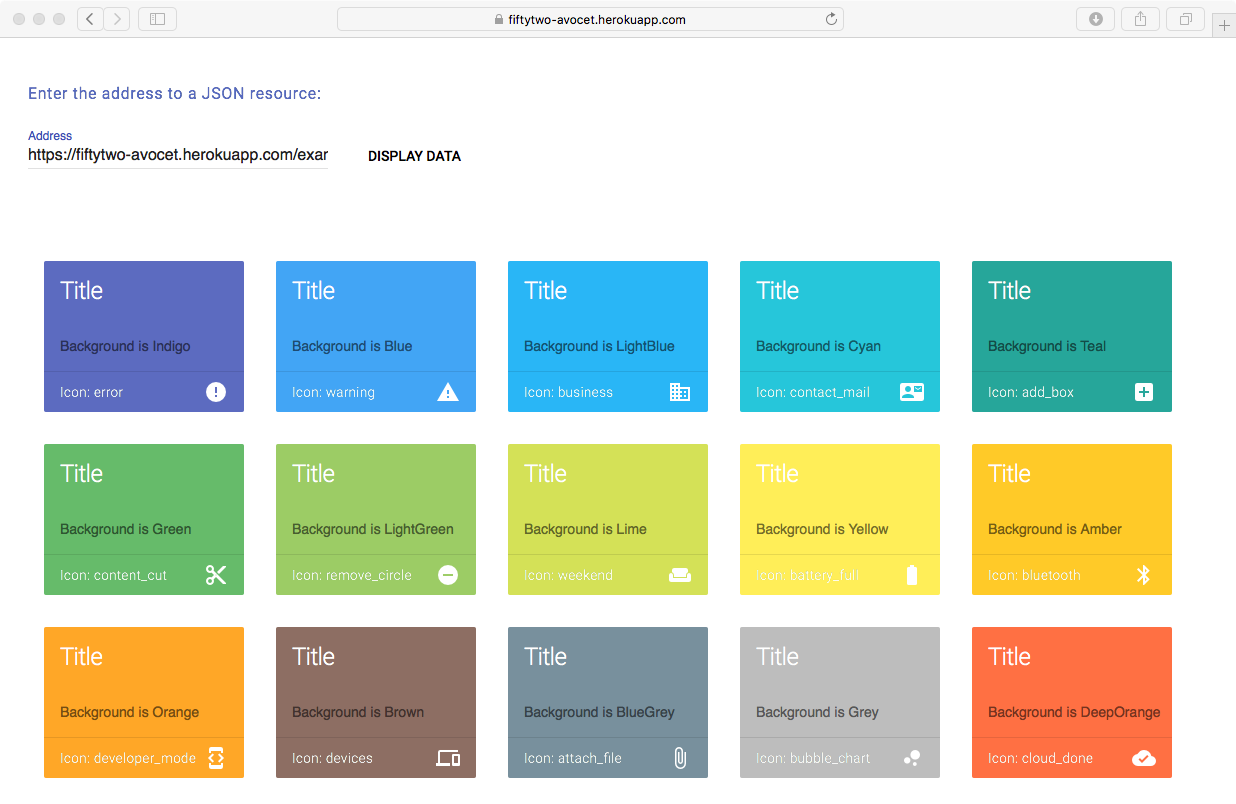 fiftytwo-avocet.herokuapp.com
Enter the address to a JSON resource:
Address
https://fiftytwo-avocet.herokuapp.com/exar
DISPLAY DATA
Title
Background is Indigo
Icon: error
Title
Background is Blue
Icon: warning
Title
Background is LightBlue
Icon: business
Title
Background is Cyan
Icon: contact_mail
Title
Background is Teal
Icon: add_box
Title
Background is Green
Icon: content_cut
Title
Background is LightGreen
Icon: remove_circle
Title
Background is Lime
Icon: weekend
Title
Background is Yellow
Icon: battery_full
Title
Background is Amber
Icon: bluetooth
Title
Background is Orange
Icon: developer_mode
Title
Background is Brown
Icon: devices
Title
Background is BlueGrey
Icon: attach_file
Title
Background is Grey
Icon: bubble_chart
Title
Background is DeepOrange
Icon: cloud_done